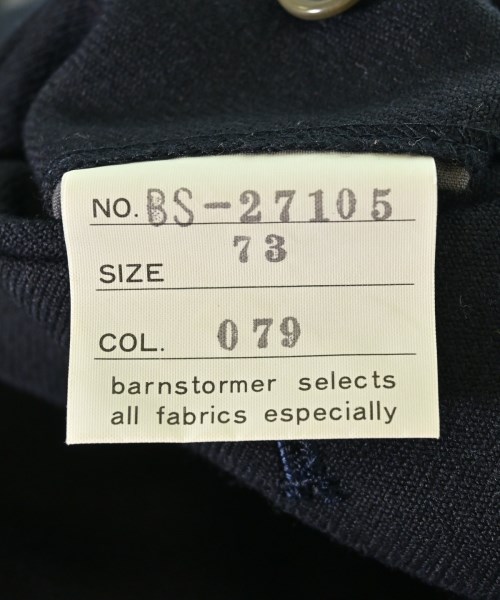 NO. BS-27105
SIZE 73
COL. 079
barnstormer selects
all fabrics especially